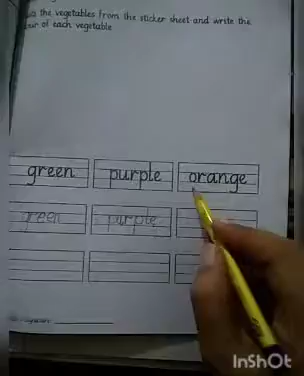 the vegetables from the sticker sheet and write the
of each vegetable
green purple orange
green purple
InShOt